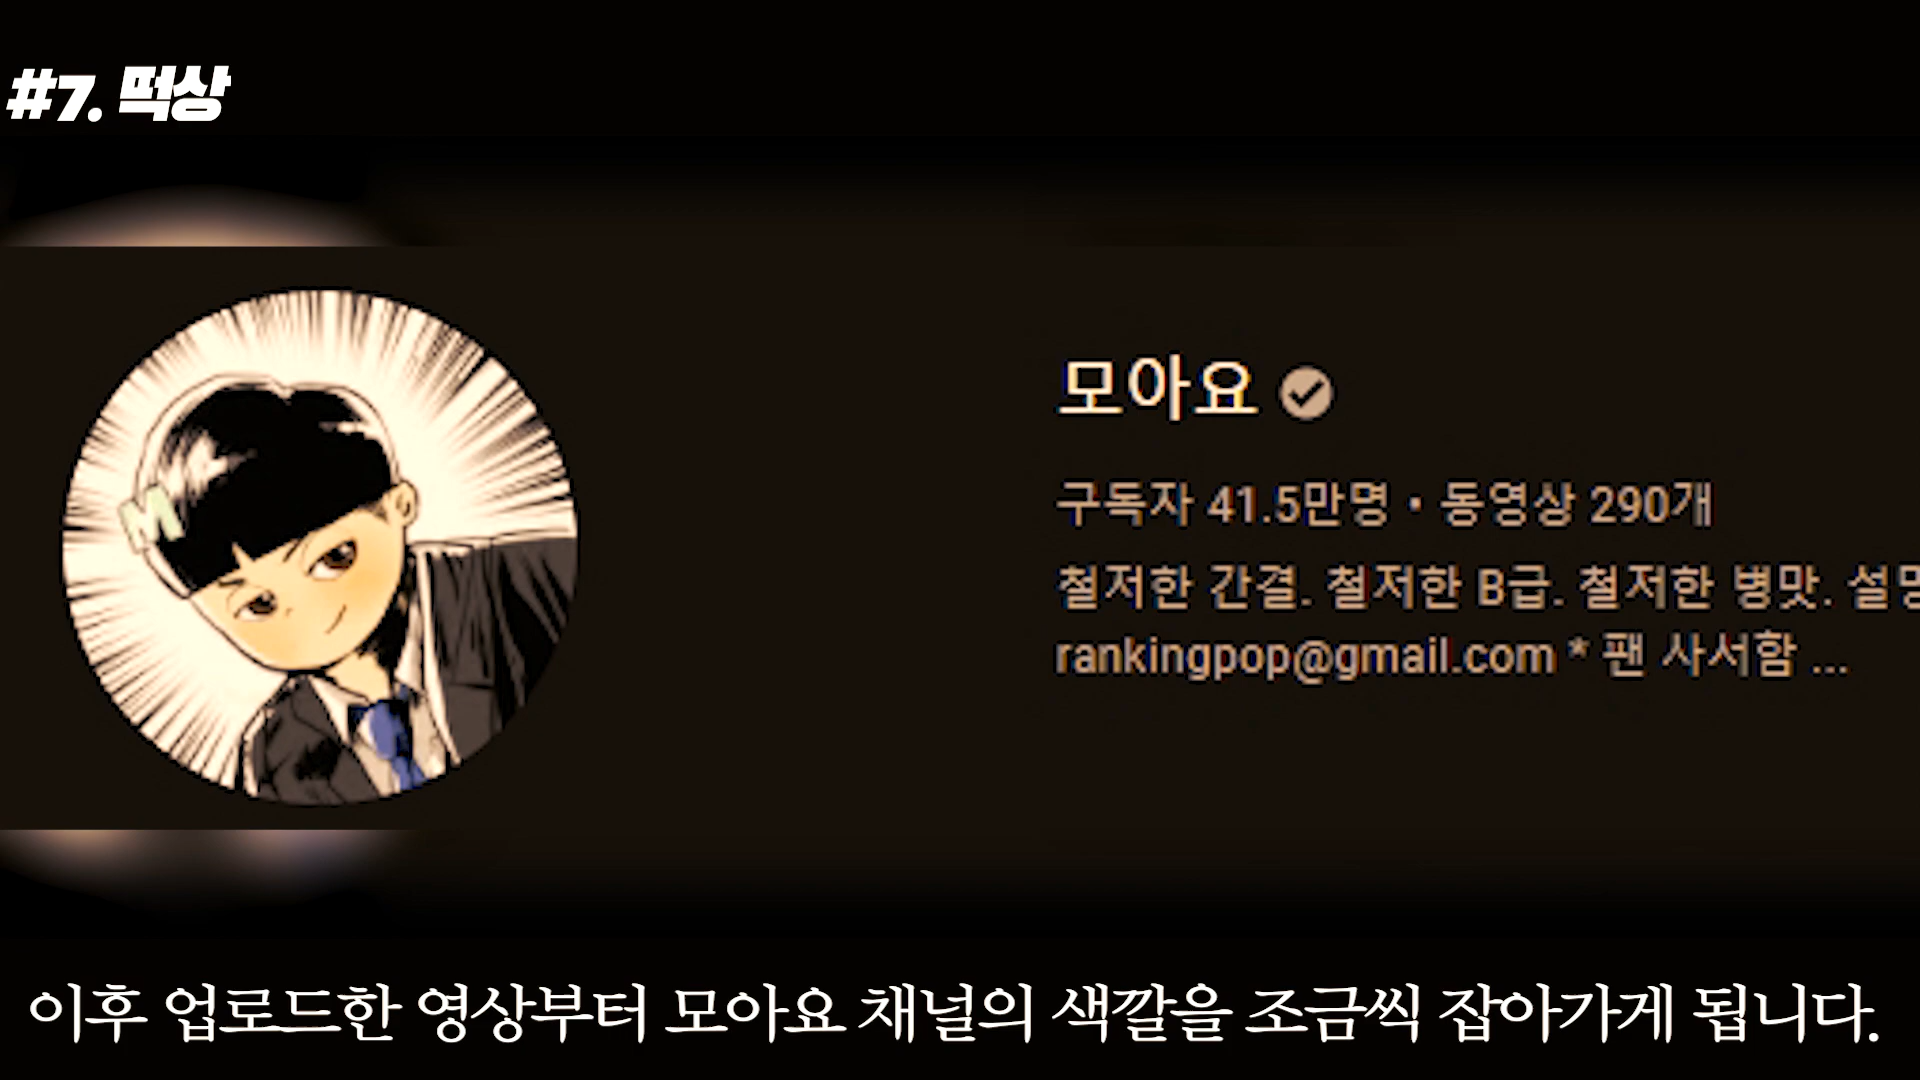 #7. 떡상
M
모아요
구독자 41.5만명 • 동영상 290개
철저한 간결. 철저한 B급. 철저한 병맛.
rankingpop@gmail.com * 팬 사서함 ...
이후 업로드한 영상부터 모아요 채널의 색깔을 조금씩 잡아가게 됩니다.